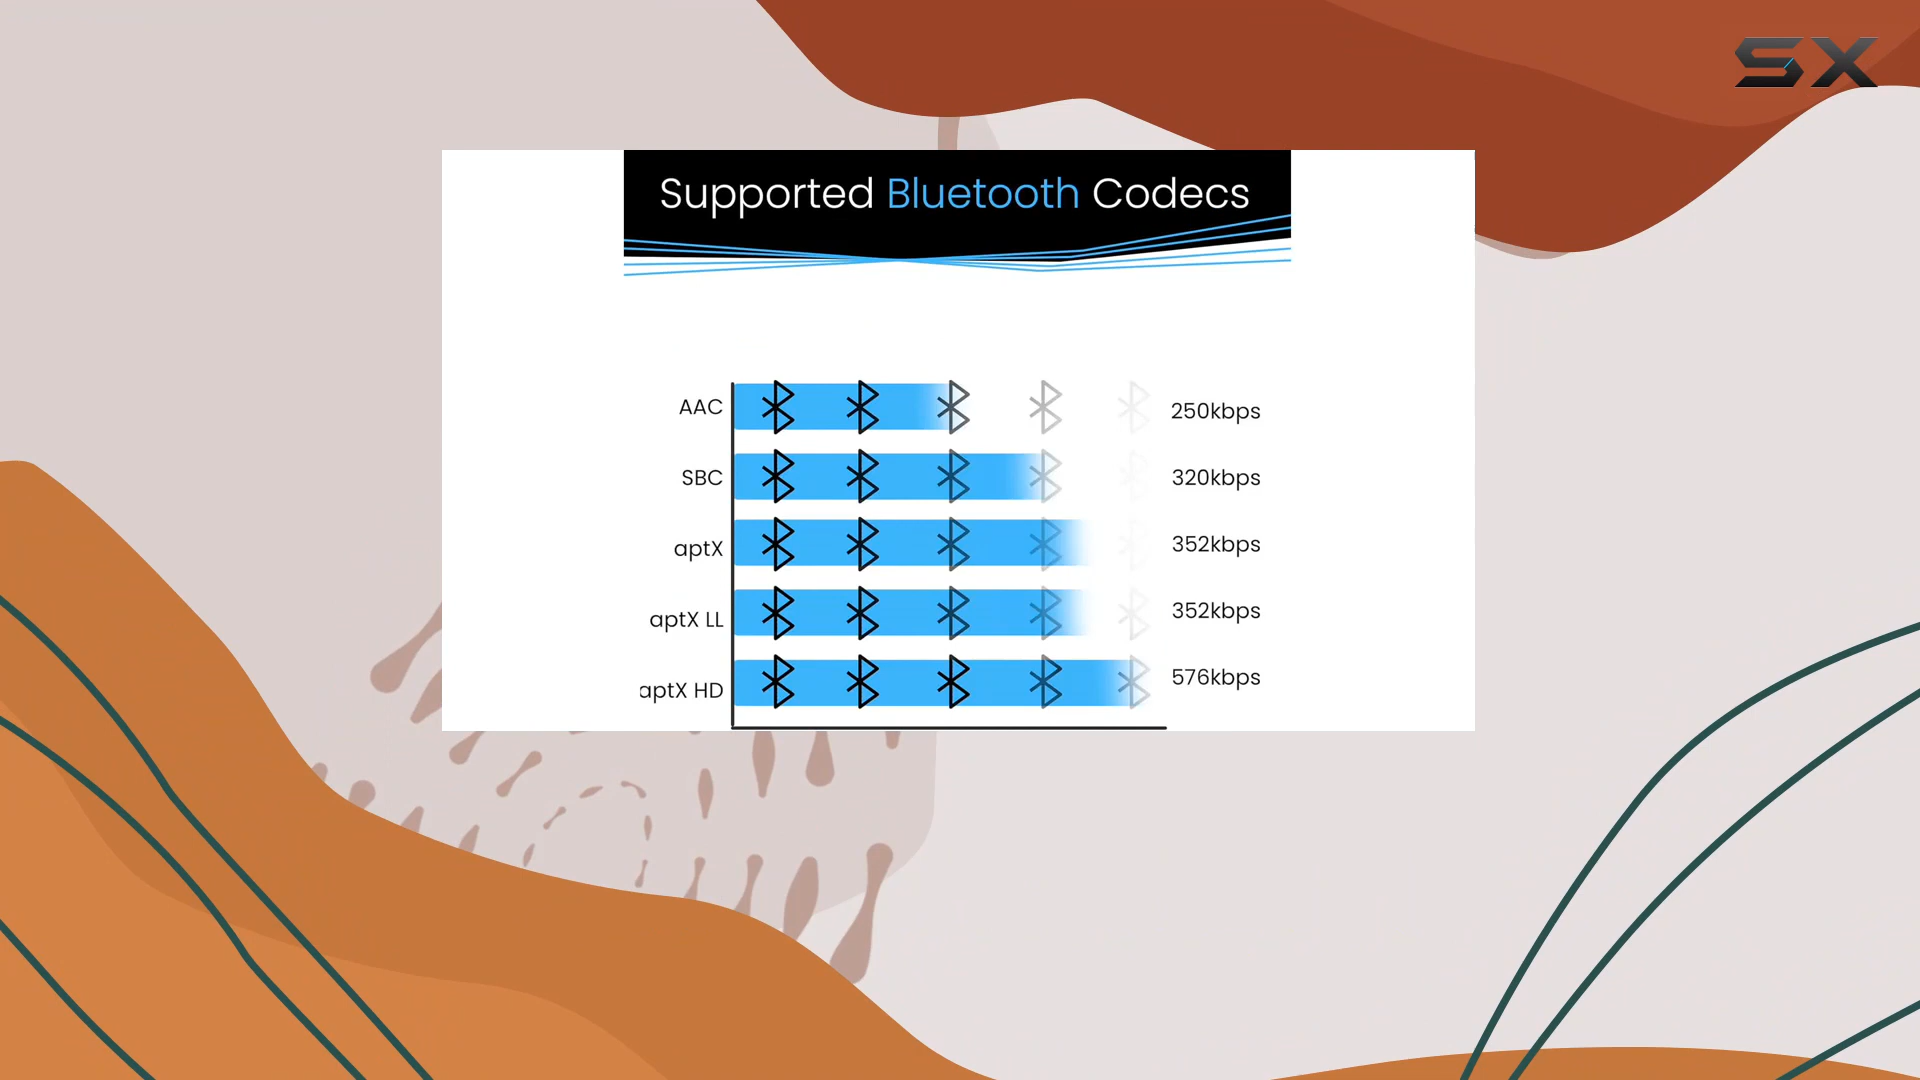 SX
Supported Bluetooth Codecs
AAC 250kbps
SBC 320kbps
aptX 352kbps
aptX LL 352kbps
aptX HD 576kbps